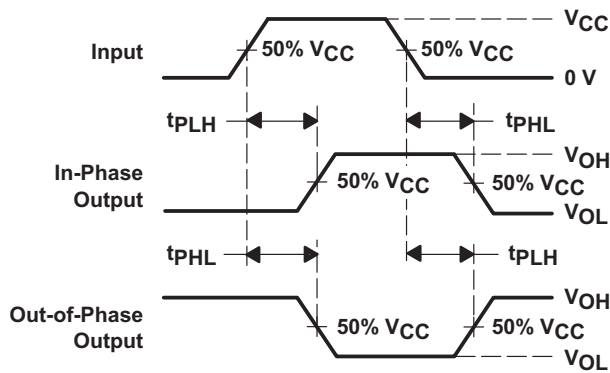 VCC
Input
50% VCC
50% VCC
0 V
tPLH
tPHL
In-Phase
Output
50% VCC
VOH
50% VCC
VOL
tPHL
tPLH
Out-of-Phase
Output
50% VCC
VOH
50% VCC
VOL